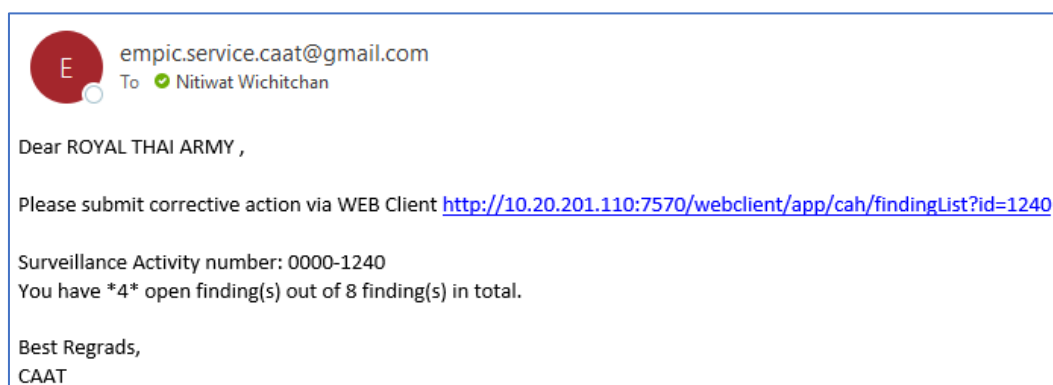 E
empic.service.caat@gmail.com
To Nitiwat Wichitchan
Dear ROYAL THAI ARMY ,
Please submit corrective action via WEB Client http://10.20.201.110:7570/webclient/app/cah/findingList?id=1240
Surveillance Activity number: 0000-1240
You have *4* open finding(s) out of 8 finding(s) in total.
Best Regrads,
CAAT